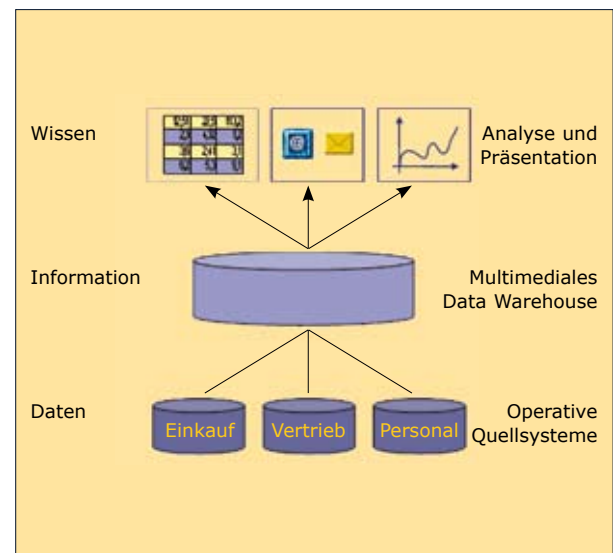 Wissen
Analyse und
Präsentation
Information
Multimediales
Data Warehouse
Daten
Einkauf
Vertrieb
Personal
Operative
Quellsysteme